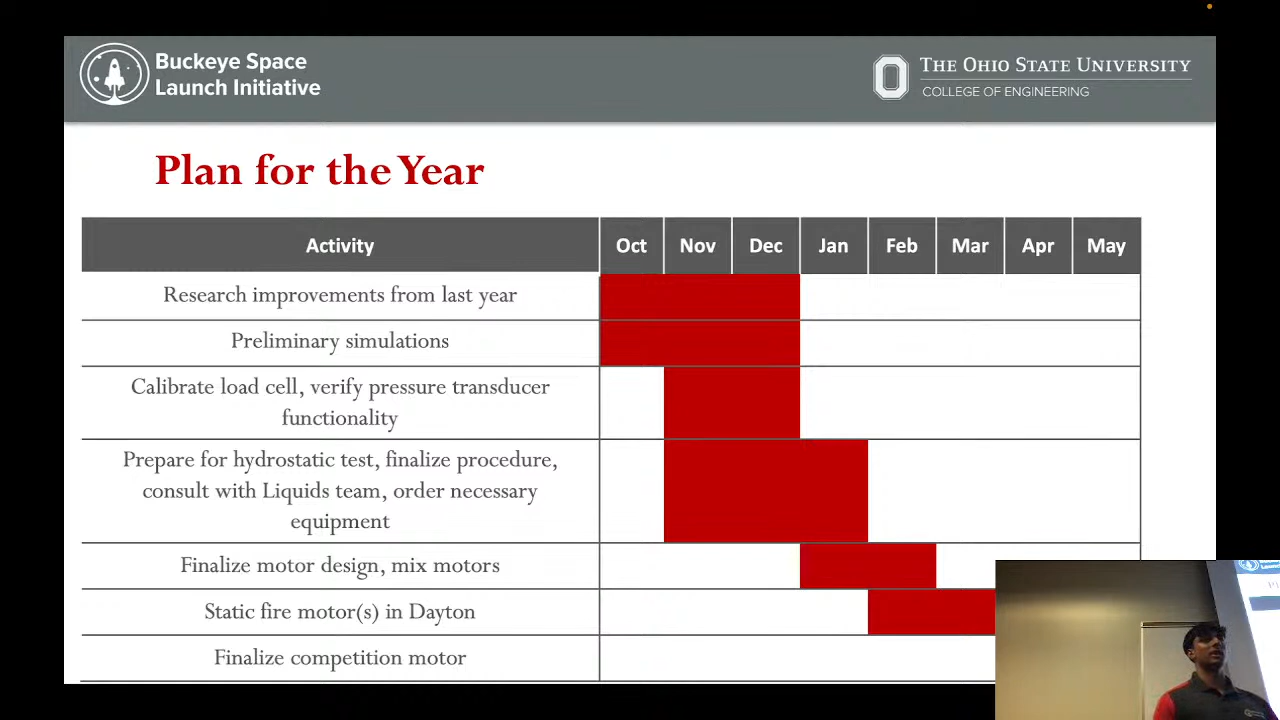 Buckeye Space
Launch Initiative
THE OHIO STATE UNIVERSITY
COLLEGE OF ENGINEERING
Plan for the Year
Activity Oct Nov Dec Jan Feb Mar Apr May
Research improvements from last year
Preliminary simulations
Calibrate load cell, verify pressure transducer
functionality
Prepare for hydrostatic test, finalize procedure,
consult with Liquids team, order necessary
equipment
Finalize motor design, mix motors
Static fire motor(s) in Dayton
Finalize competition motor